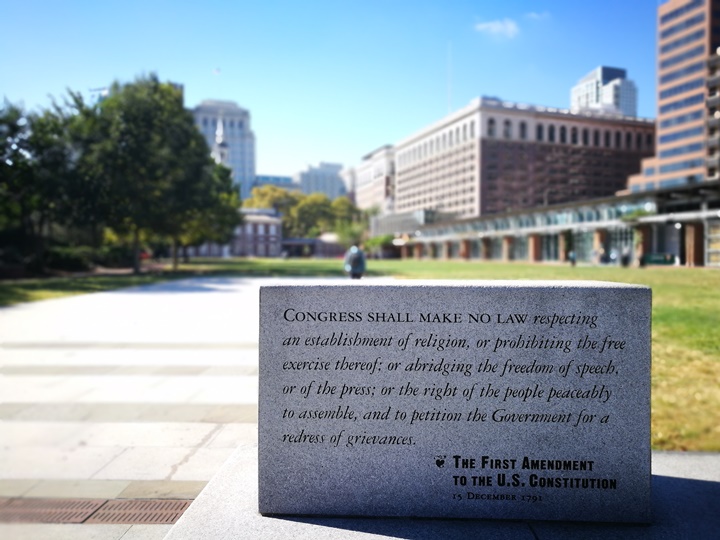 CONGRESS SHALL MAKE NO LAW respecting
an establishment of religion, or prohibiting the free
exercise thereof; or abridging the freedom of speech,
or of the press; or the right of the people peaceably
to assemble, and to petition the Government for a
redress of grievances.
THE FIRST AMENDMENT
TO THE U.S. CONSTITUTION
15 DECEMBER 1791